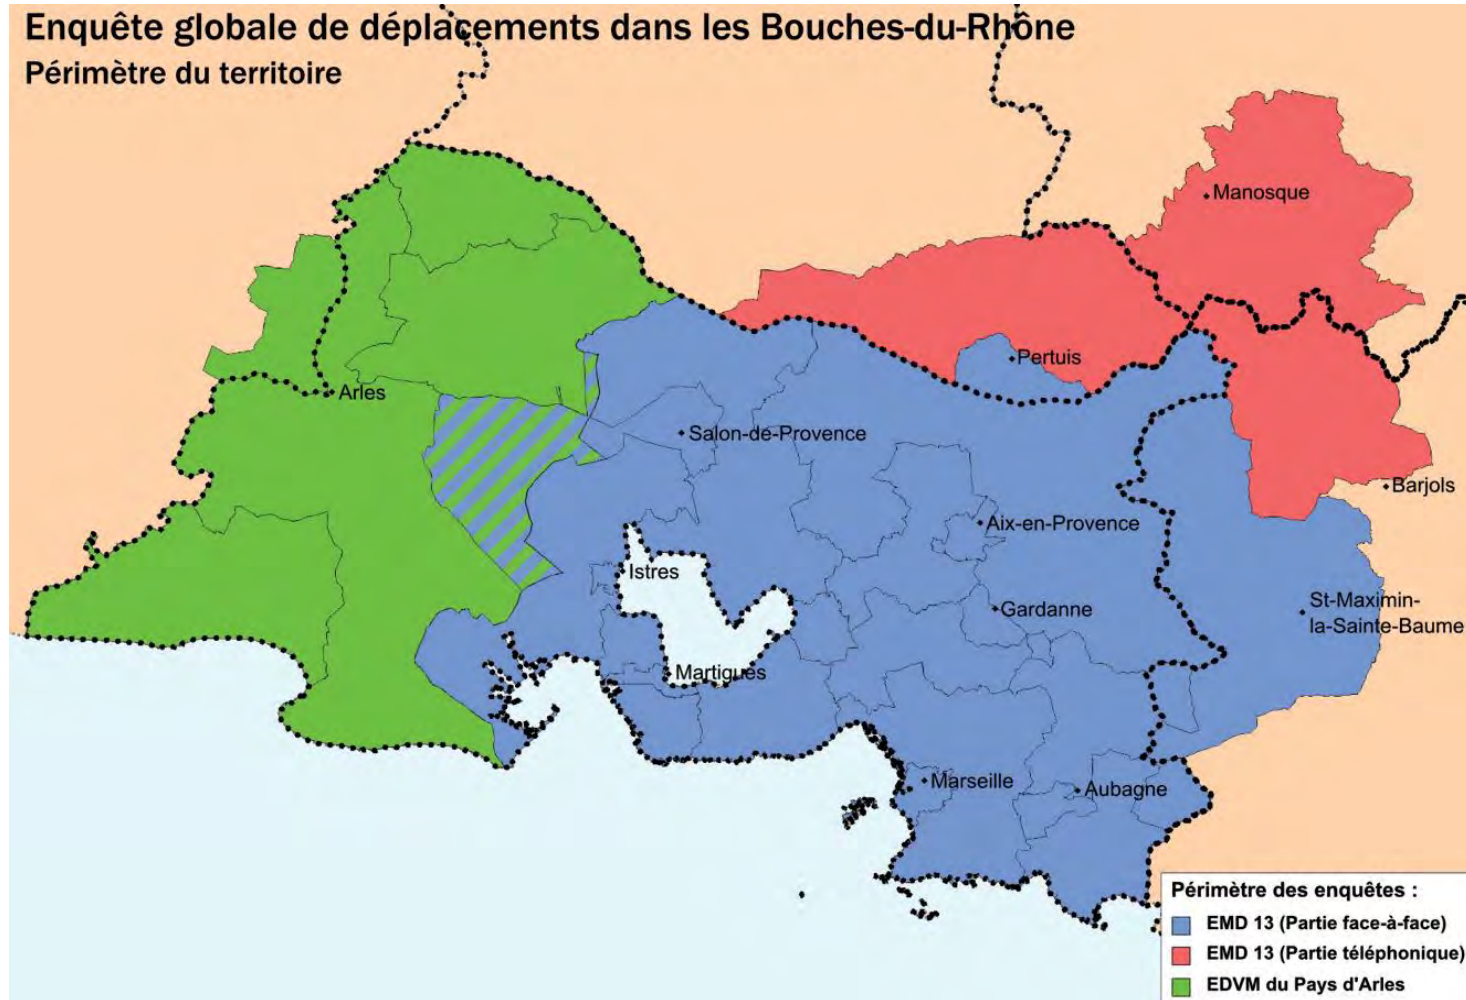 Enquête globale de déplacements dans les Bouches-du-Rhône
Périmètre du territoire
Manosque
Pertuis
Arles
Salon-de-Provence
Barjols
Aix-en-Provence
Istres
Gardanne
St-Maximin-
la-Sainte-Baume
Martigues
Marseille
Aubagne
Périmètre des enquêtes :
EMD 13 (Partie face-à-face)
EMD 13 (Partie téléphonique)
EDVM du Pays d'Arles